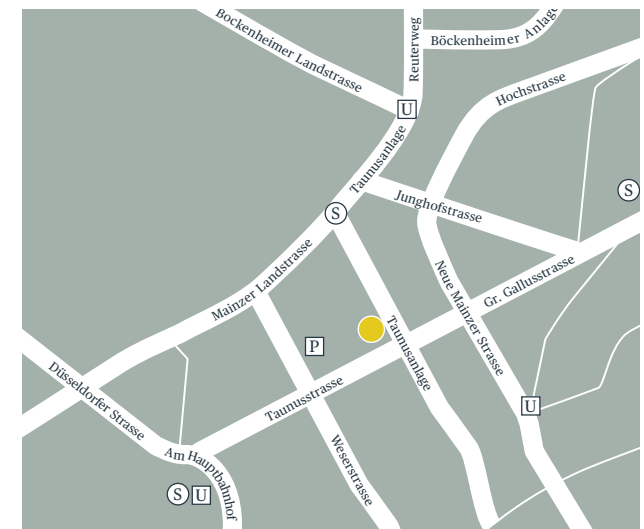 Bockenheimer Landstrasse
Reuterweg
Böckenheimer Anlage
Hochstrasse
U
Taunusanlage
Junghofstrasse
S
S
Mainzer Landstrasse
Neue Mainzer Strasse
Gr. Gallusstrasse
Taunusanlage
P
Düsseldorfer Strasse
Taunusstrasse
U
Am Hauptbahnhof
Weserstrasse
S U